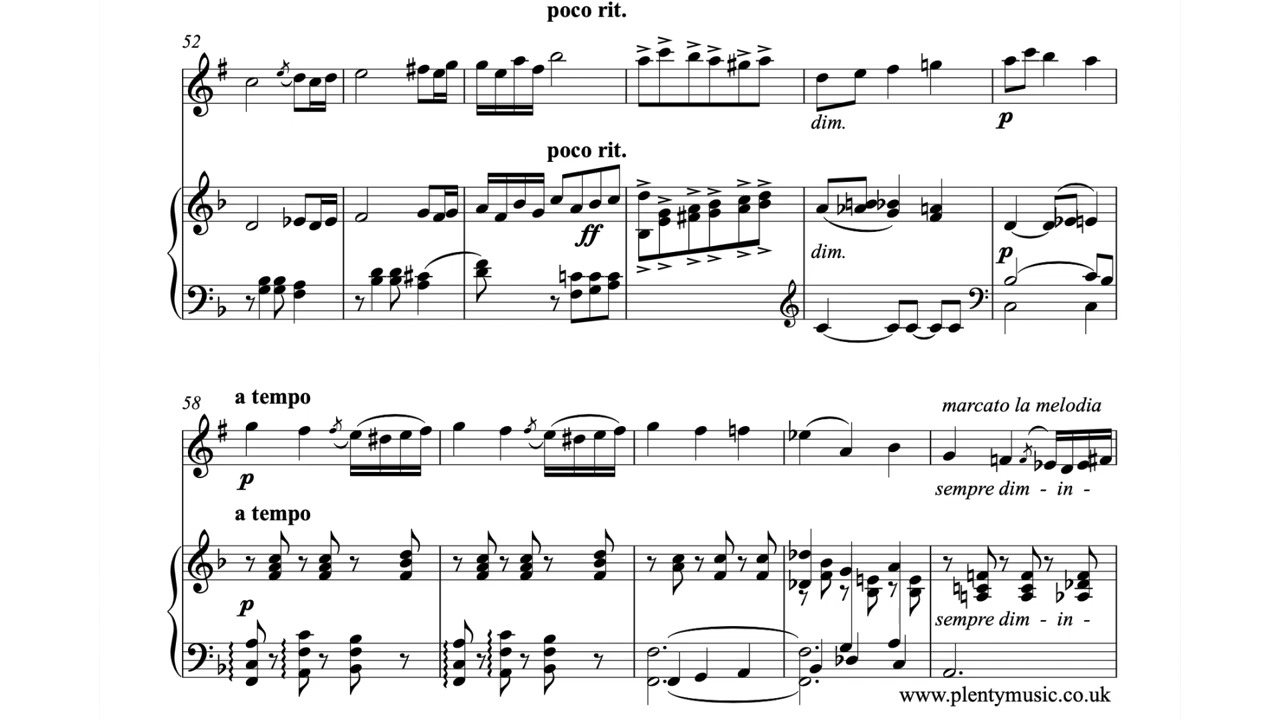 poco rit.
52
dim.
p
poco rit.
ff
dim.
p
58
a tempo
marcato la melodia
p
sempre dim - in -
a tempo
p
sempre dim - in -
www.plentymusic.co.uk